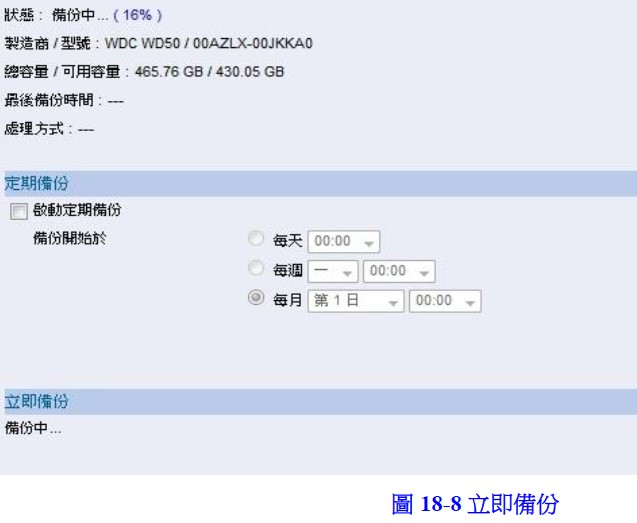 狀態： 備份中...（16%）
製造商 / 型號：WDC WD50 / 00AZLX-00JKKA0
總容量 / 可用容量：465.76 GB / 430.05 GB
最後備份時間：---
處理方式：---
定期備份
啟動定期備份
備份開始於 每天 00:00
每週 一 00:00
每月 第 1 日 00:00
立即備份
備份中...
圖 18-8 立即備份